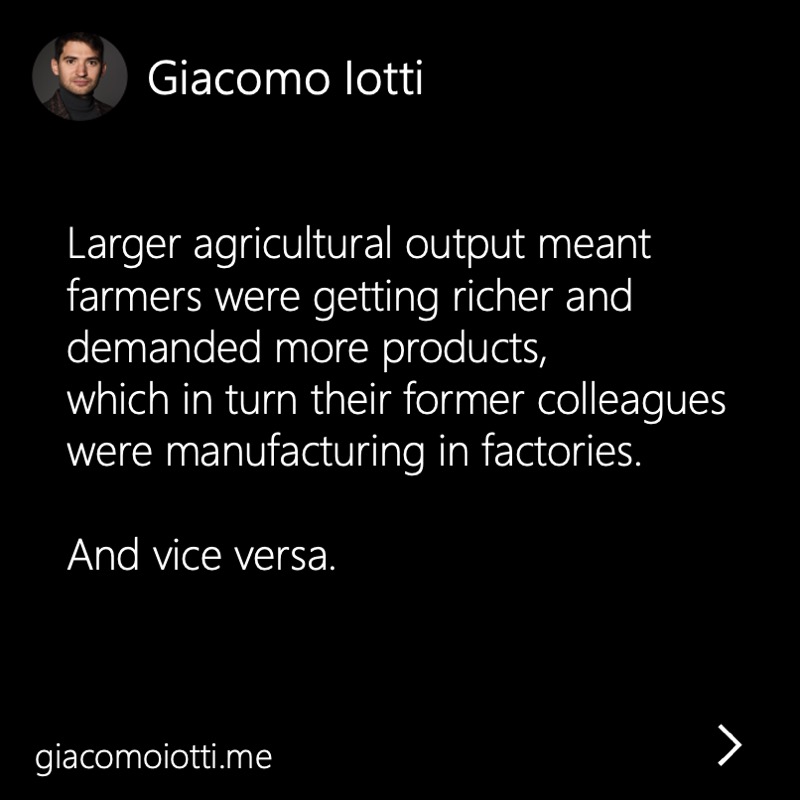 Giacomo Iotti
Larger agricultural output meant
farmers were getting richer and
demanded more products,
which in turn their former colleagues
were manufacturing in factories.
And vice versa.
giacomoiotti.me